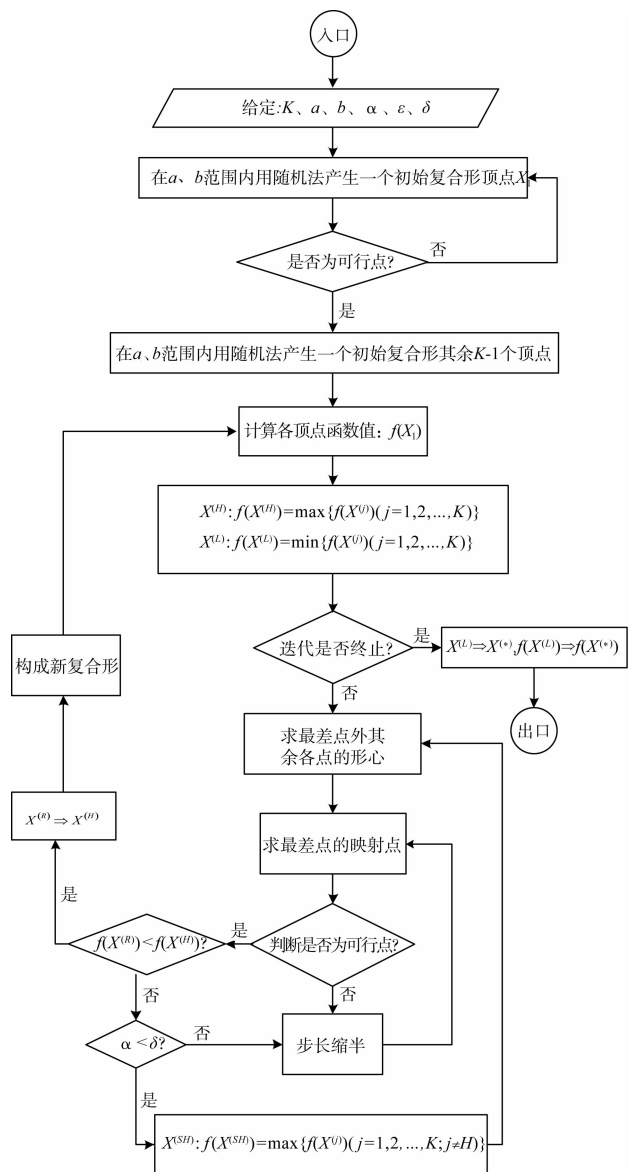 入口
给定:K、a、b、α、ε、δ
在a、b范围内用随机法产生一个初始复合形顶点X₁
是否为可行点?
否
是
在a、b范围内用随机法产生一个初始复合形其余K-1个顶点
计算各顶点函数值：f(X₁)
X⁽ᴴ⁾:f(X⁽ᴴ⁾)=max{f(X⁽ʲ⁾)(j=1,2,...,K)}
X⁽ᴸ⁾:f(X⁽ᴸ⁾)=min{f(X⁽ʲ⁾)(j=1,2,...,K)}
迭代是否终止?
是
X⁽ᴸ⁾⇒X⁽*⁾,f(X⁽ᴸ⁾)⇒f(X⁽*⁾)
构成新复合形
否
出口
求最差点外其
余各点的形心
X⁽ᴿ⁾⇒X⁽ᴴ⁾
求最差点的映射点
是
f(X⁽ᴿ⁾)<f(X⁽ᴴ⁾)?
是
判断是否为可行点?
否
否
α<δ?
否
步长缩半
是
X⁽ˢᴴ⁾:f(X⁽ˢᴴ⁾)=max{f(X⁽ʲ⁾)(j=1,2,...,K;j≠H)}